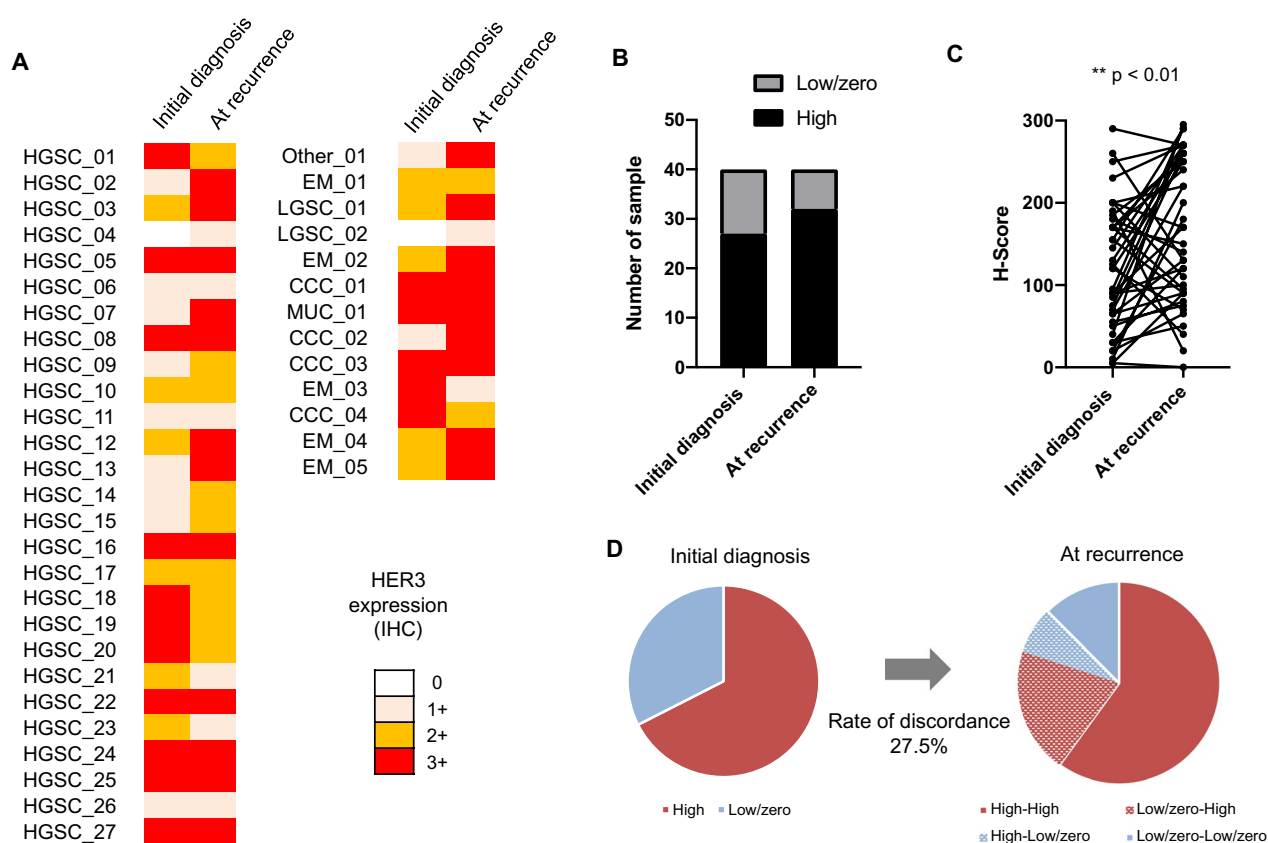 A
Initial diagnosis
At recurrence
HGSC_01
HGSC_02
HGSC_03
HGSC_04
HGSC_05
HGSC_06
HGSC_07
HGSC_08
HGSC_09
HGSC_10
HGSC_11
HGSC_12
HGSC_13
HGSC_14
HGSC_15
HGSC_16
HGSC_17
HGSC_18
HGSC_19
HGSC_20
HGSC_21
HGSC_22
HGSC_23
HGSC_24
HGSC_25
HGSC_26
HGSC_27
Initial diagnosis
At recurrence
Other_01
EM_01
LGSC_01
LGSC_02
EM_02
CCC_01
MUC_01
CCC_02
CCC_03
EM_03
CCC_04
EM_04
EM_05
HER3
expression
(IHC)
0
1+
2+
3+
B
Low/zero
High
Number of sample
50
40
30
20
10
0
Initial diagnosis
At recurrence
C
** p < 0.01
H-Score
300
200
100
0
Initial diagnosis
At recurrence
D
Initial diagnosis
High
Low/zero
Rate of discordance
27.5%
At recurrence
High-High
Low/zero-High
High-Low/zero
Low/zero-Low/zero